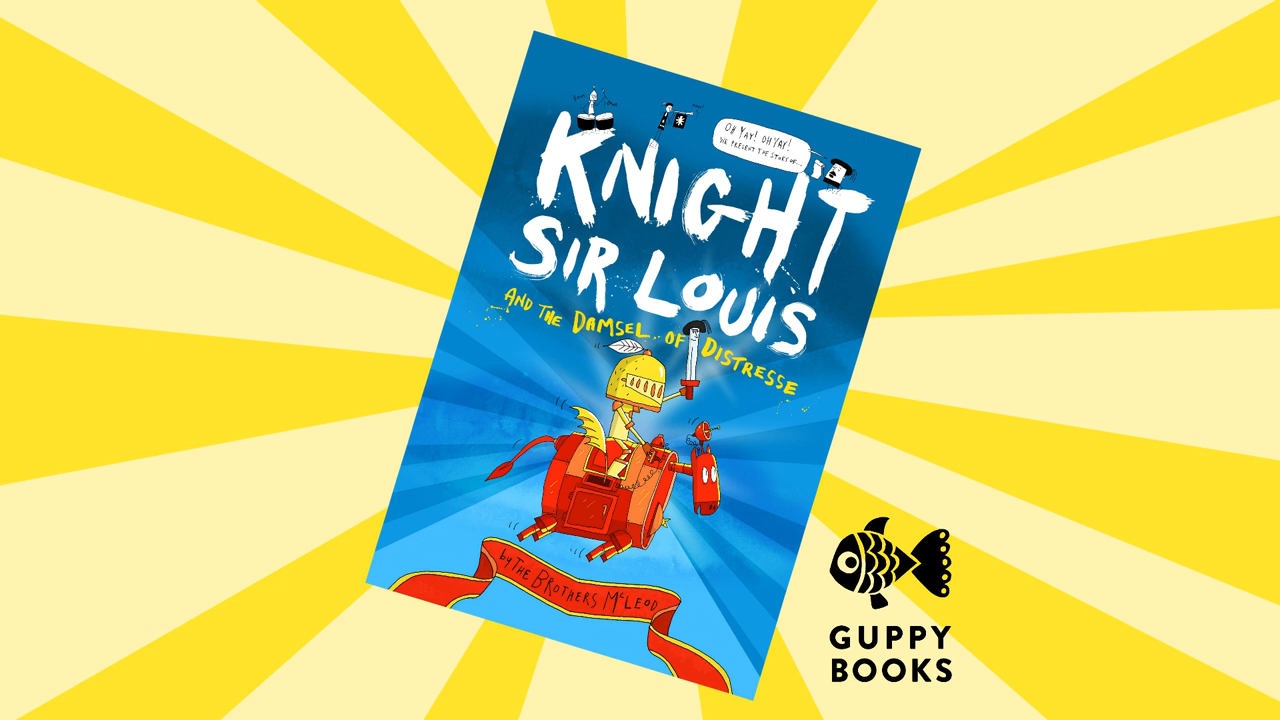 OH YAY! OH YAY!
WE PRESENT THE STORY OF...
KNIGHT
SIR LOUIS
AND THE DAMSEL OF DISTRESSE
by THE BROTHERS McLEOD
GUPPY
BOOKS